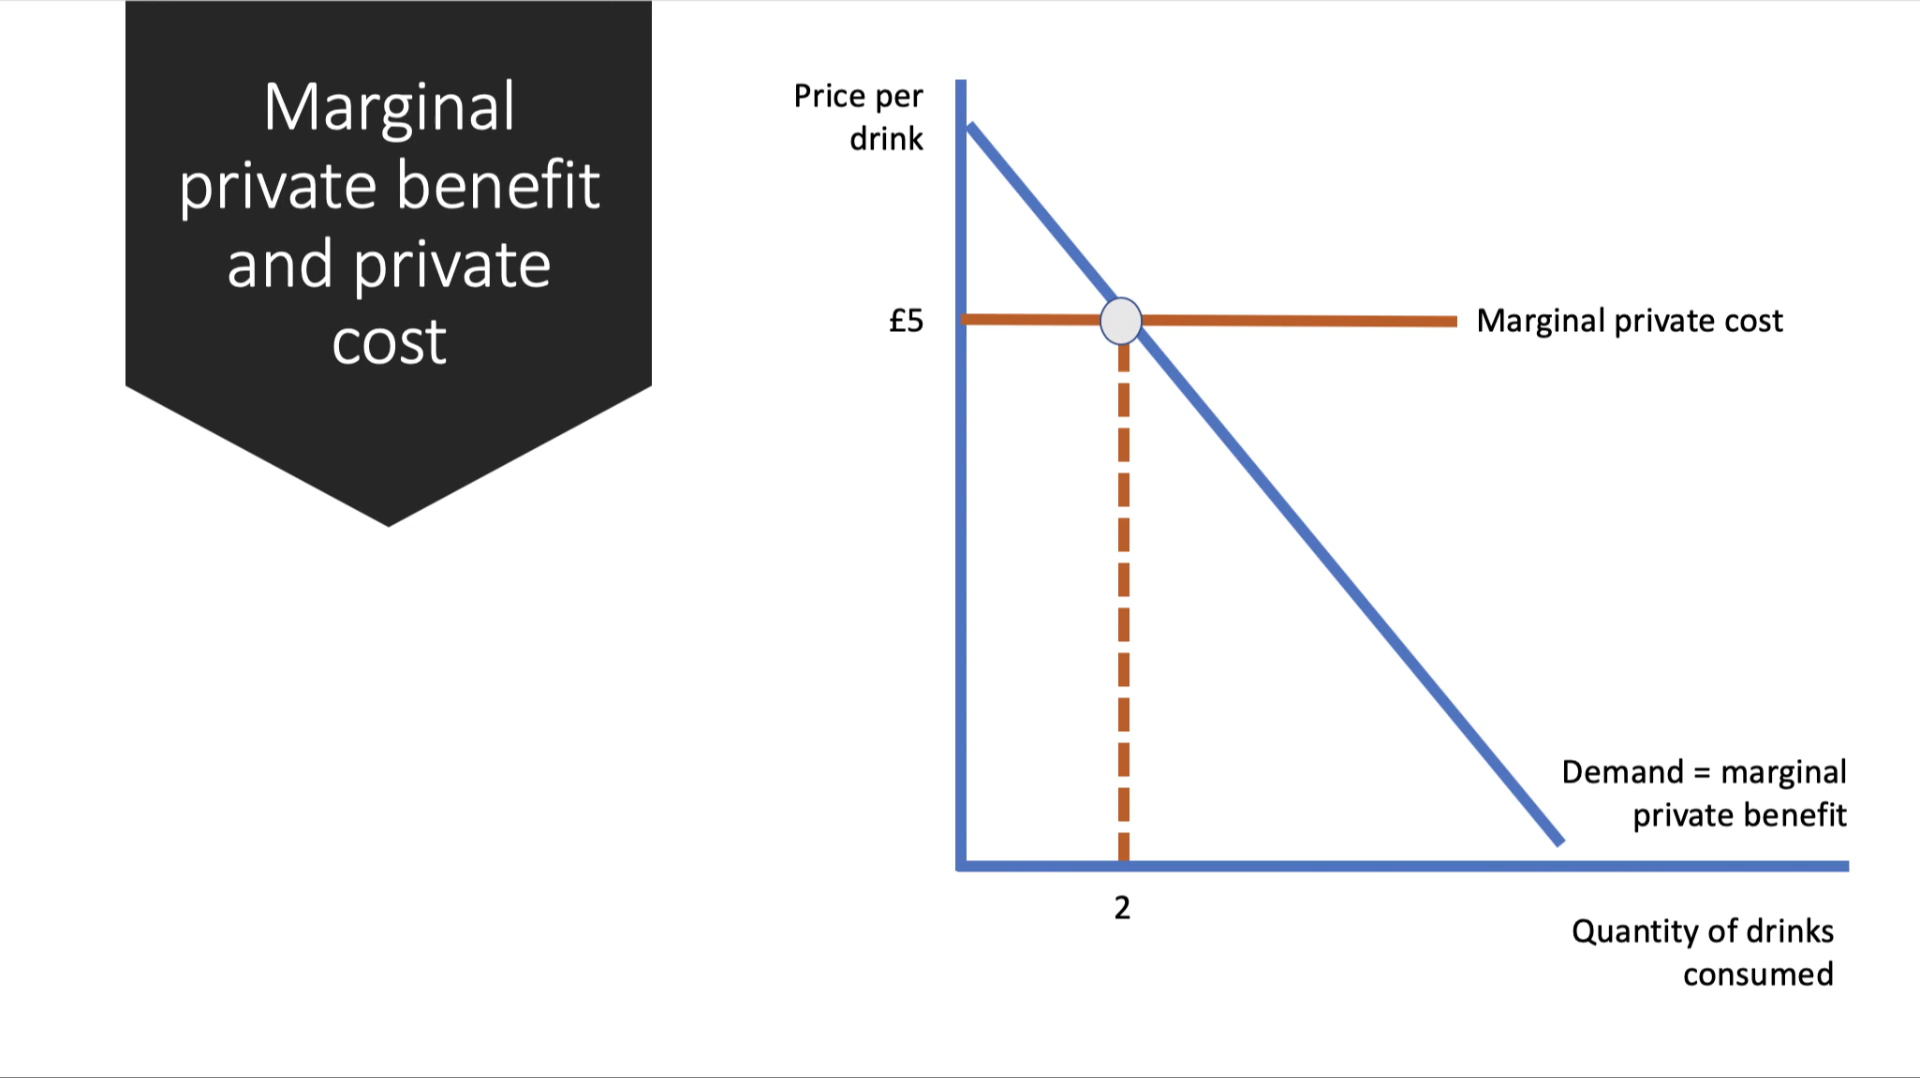 Marginal
private benefit
and private
cost
Price per
drink
£5
Marginal private cost
Demand = marginal
private benefit
2
Quantity of drinks
consumed